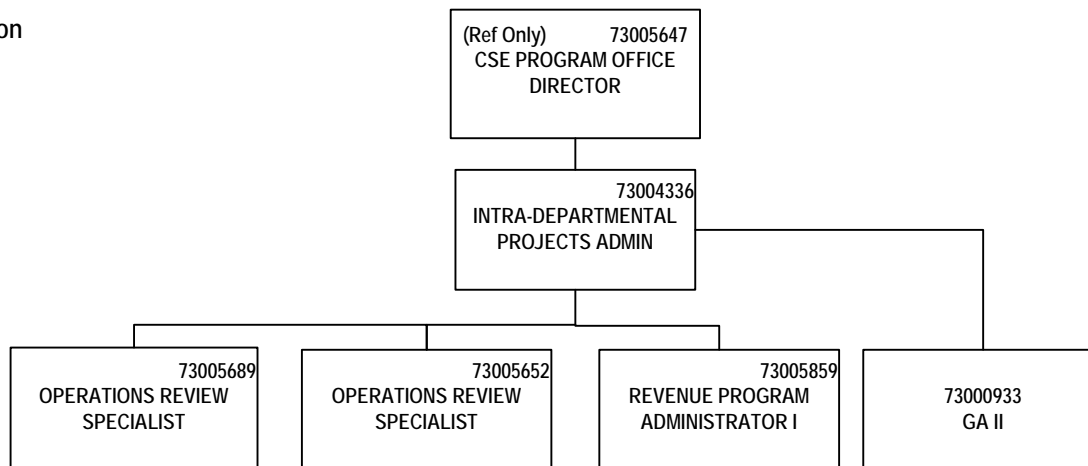 on
(Ref Only) 73005647
CSE PROGRAM OFFICE
DIRECTOR
73004336
INTRA-DEPARTMENTAL
PROJECTS ADMIN
73005689
OPERATIONS REVIEW
SPECIALIST
73005652
OPERATIONS REVIEW
SPECIALIST
73005859
REVENUE PROGRAM
ADMINISTRATOR I
73000933
GA II